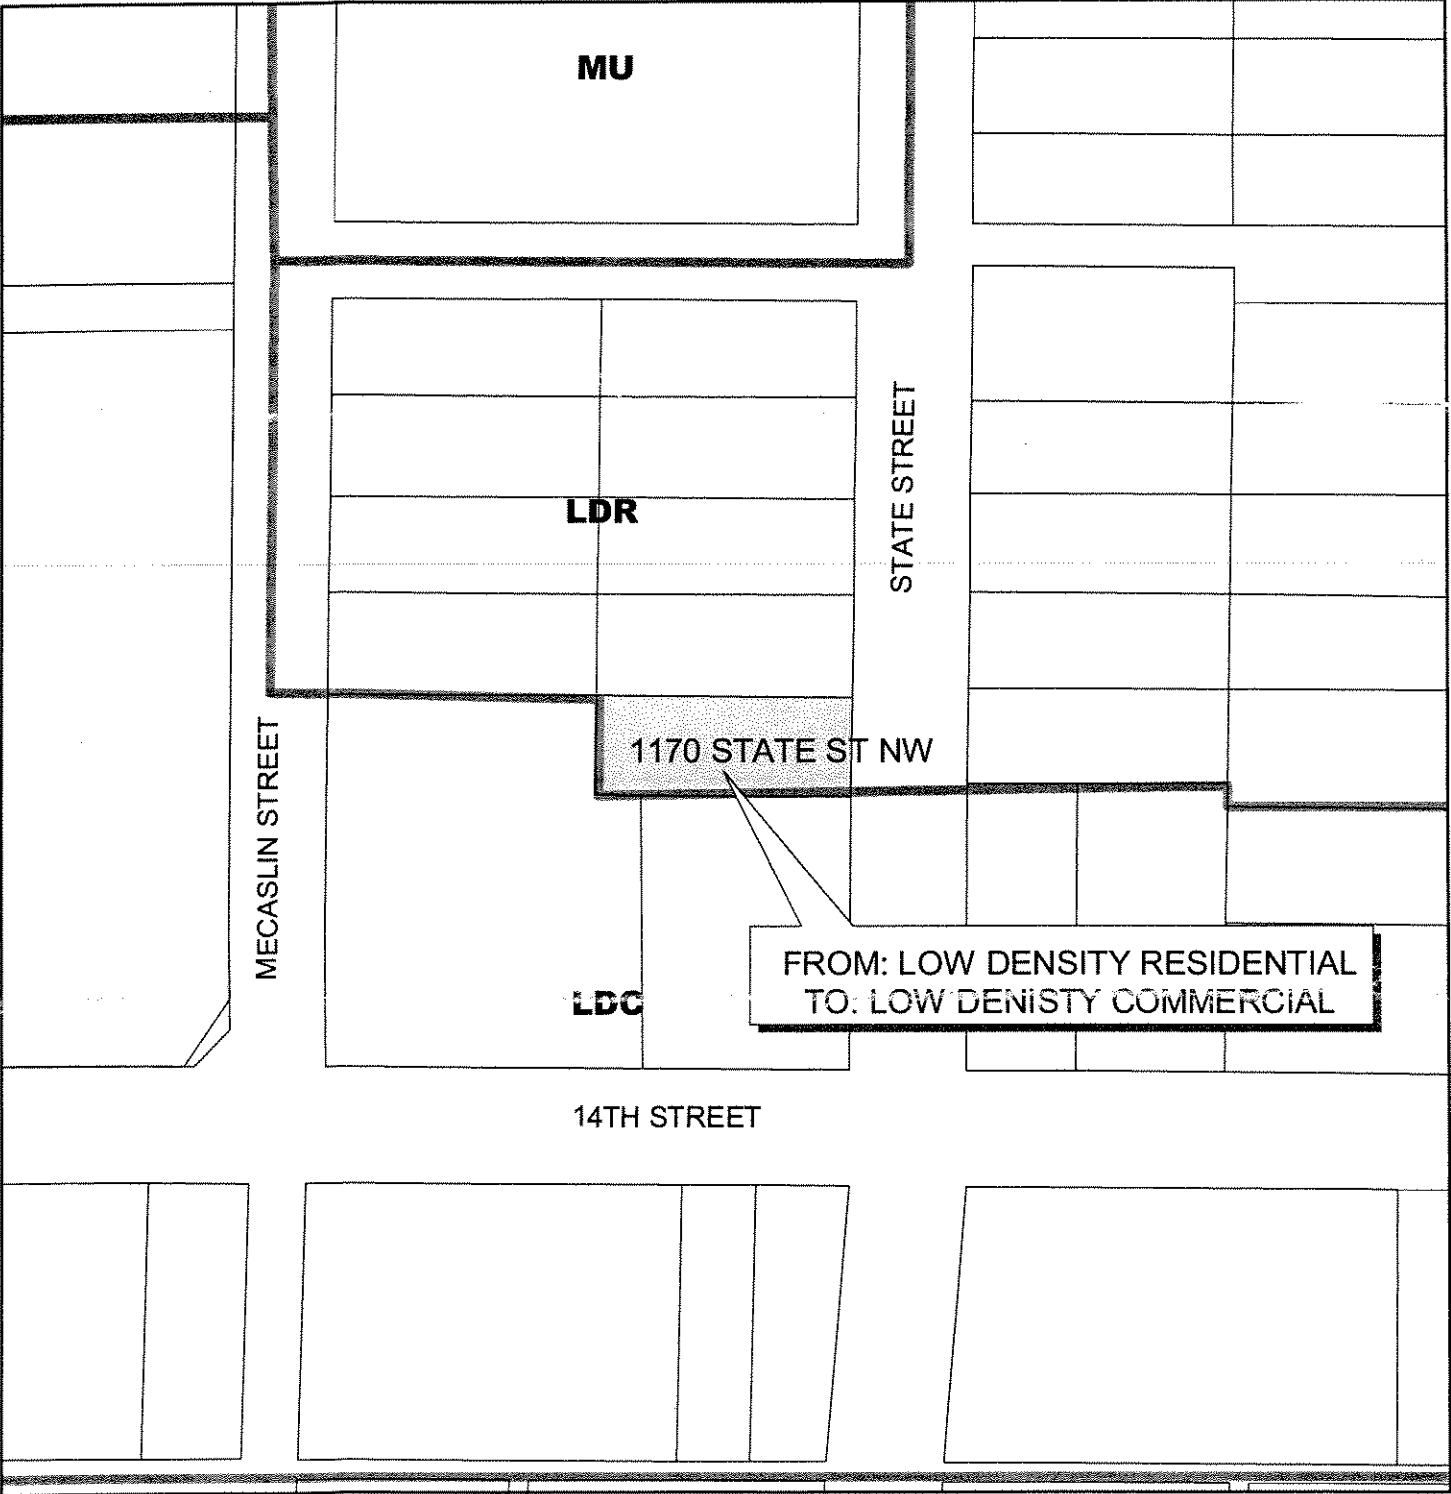 MU
LDR
STATE STREET
1170 STATE ST NW
MECASLIN STREET
FROM: LOW DENSITY RESIDENTIAL
TO: LOW DENISTY COMMERCIAL
LDC
14TH STREET